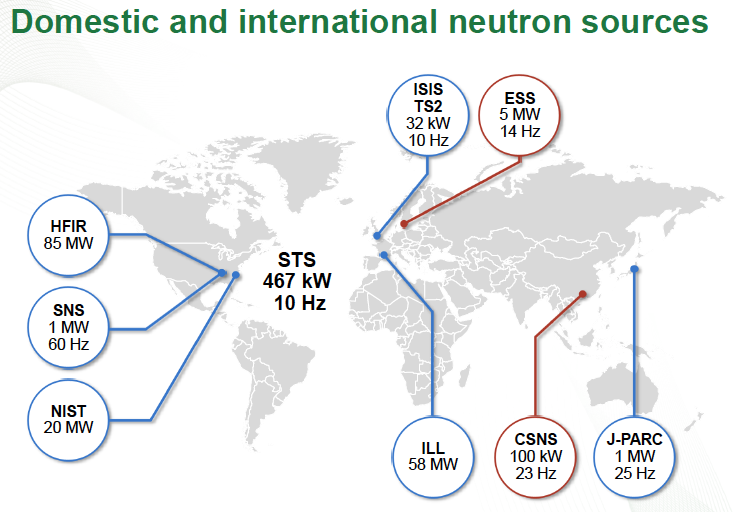 Domestic and international neutron sources
ISIS
TS2
32 kW
10 Hz
ESS
5 MW
14 Hz
HFIR
85 MW
STS
467 kW
10 Hz
SNS
1 MW
60 Hz
NIST
20 MW
ILL
58 MW
CSNS
100 kW
23 Hz
J-PARC
1 MW
25 Hz